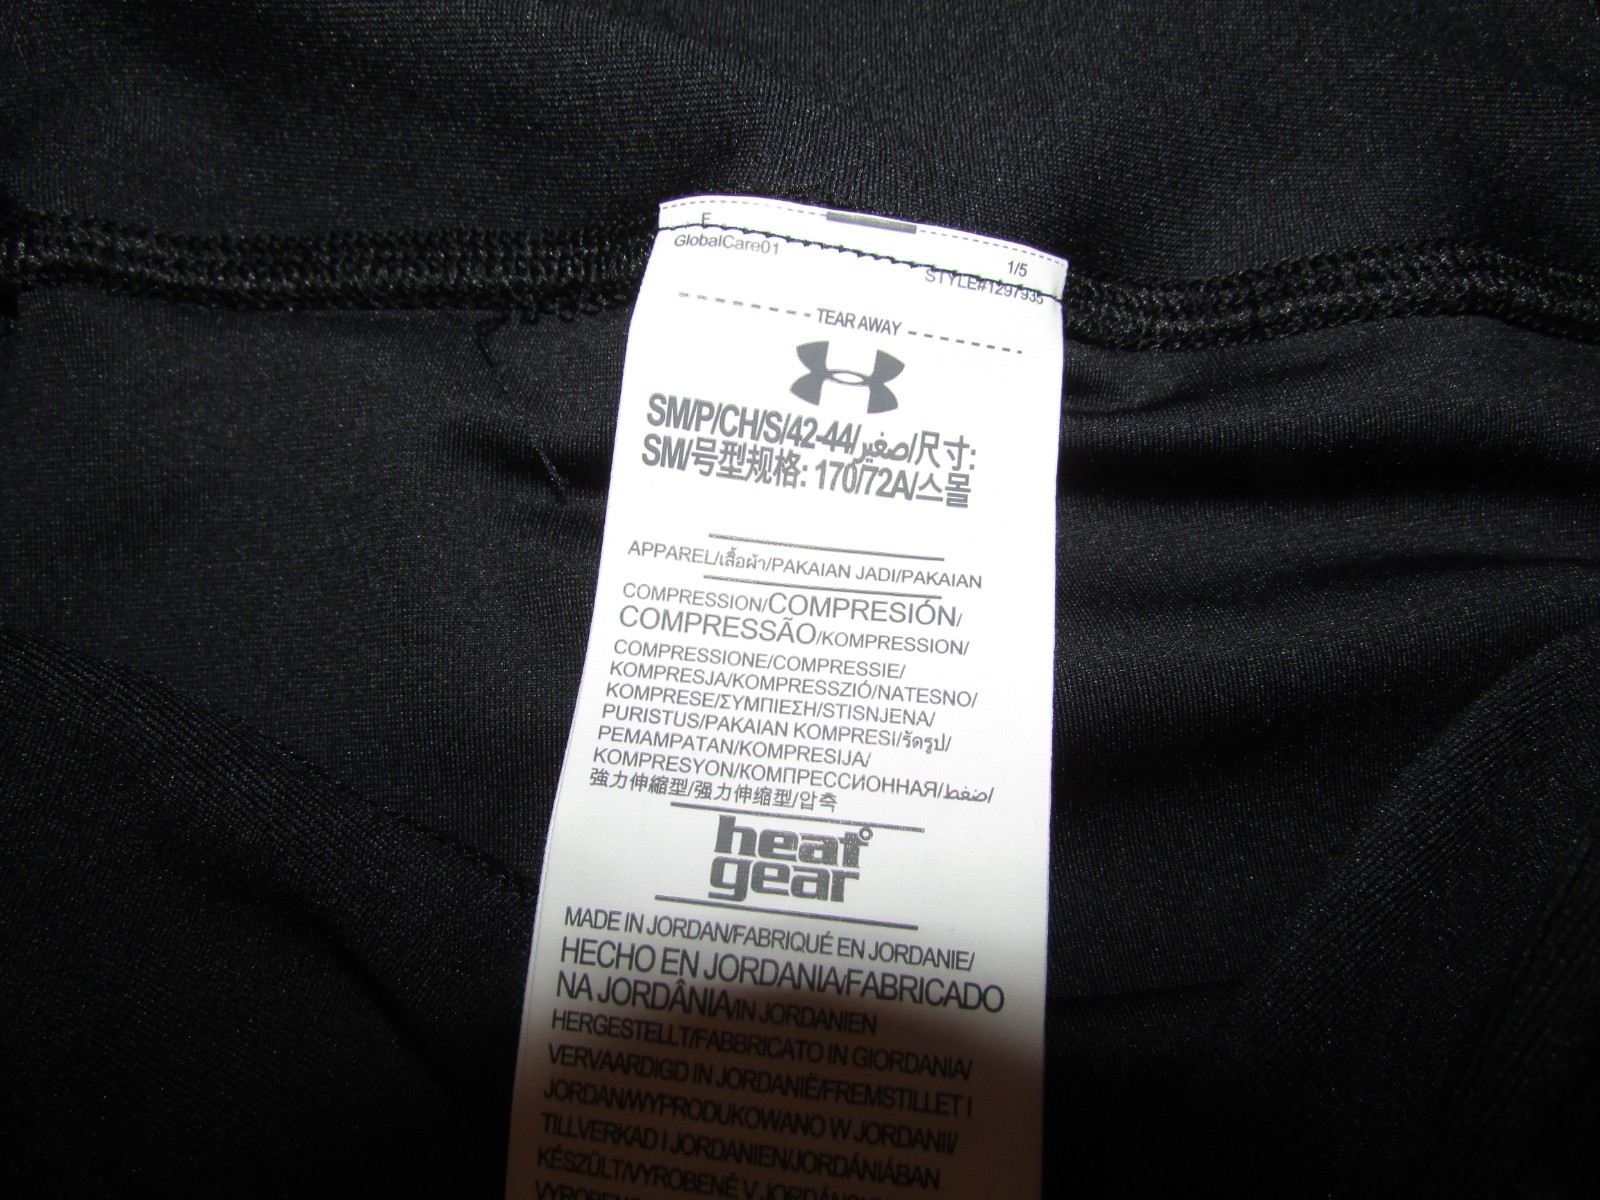 F
GlobalCare01
1/5
STYLE#1297935
TEAR AWAY
SM/P/CH/S/42-44/صغير/尺寸:
SM/号型规格: 170/72A/스몰
APPAREL/เสื้อผ้า/PAKAIAN JADI/PAKAIAN
COMPRESSION/COMPRESIÓN/
COMPRESSÃO/KOMPRESSION/
COMPRESSIONE/COMPRESSIE/
KOMPRESJA/KOMPRESSZIÓ/NATESNO/
KOMPRESE/ΣΥΜΠΙΕΣΗ/STISNJENA/
PURISTUS/PAKAIAN KOMPRESI/รัดรูป/
PEMAMPATAN/KOMPRESIJA/
KOMPRESYON/КОМПРЕССИОННАЯ/ضغط/
強力伸縮型/强力伸缩型/압축
heat°
gear
MADE IN JORDAN/FABRIQUÉ EN JORDANIE/
HECHO EN JORDANIA/FABRICADO
NA JORDÂNIA/IN JORDANIEN
HERGESTELLT/FABBRICATO IN GIORDANIA/
VERVAARDIGD IN JORDANIË/FREMSTILLET I
JORDAN/WYPRODUKOWANO W JORDANII/
TILLVERKAD I JORDANIEN/JORDÁNIÁBAN
KÉSZÜLT/VYROBENÉ V